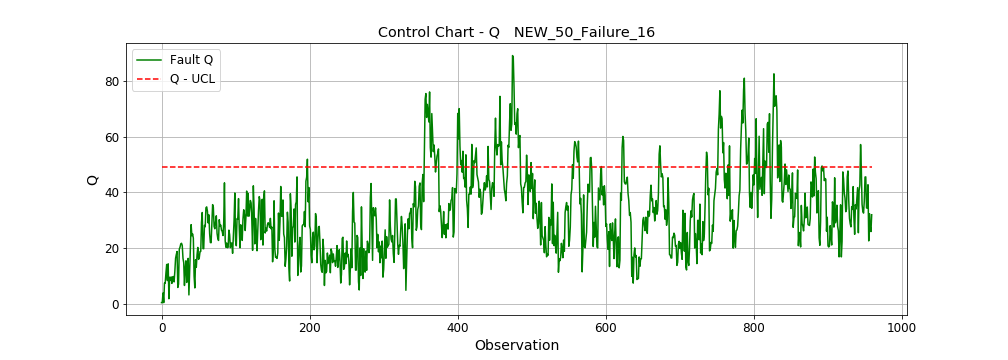 Control Chart - Q   NEW_50_Failure_16
Fault Q
Q - UCL
Q
80
60
40
20
0
0 200 400 600 800 1000
Observation